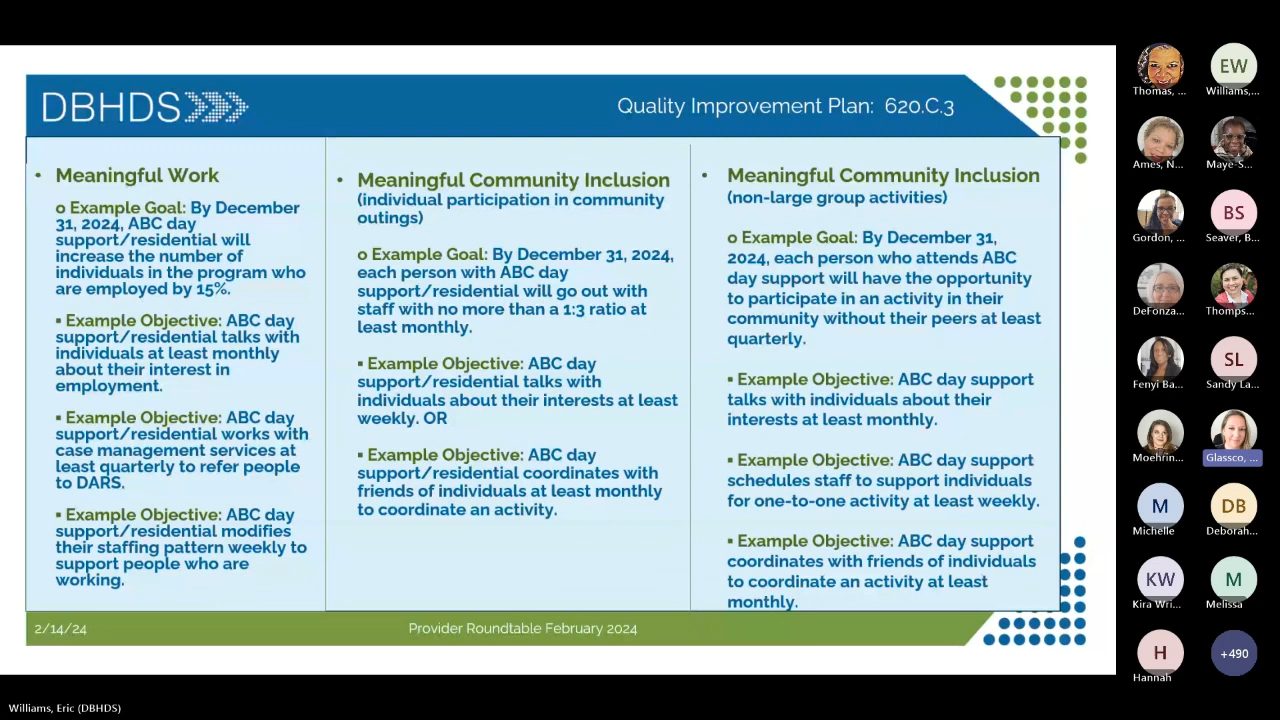 DBHDS
Quality Improvement Plan: 620.C.3
• Meaningful Work
o Example Goal: By December
31, 2024, ABC day
support/residential will
increase the number of
individuals in the program who
are employed by 15%.
▪ Example Objective: ABC day
support/residential talks with
individuals at least monthly
about their interest in
employment.
▪ Example Objective: ABC day
support/residential works with
case management services at
least quarterly to refer people
to DARS.
▪ Example Objective: ABC day
support/residential modifies
their staffing pattern weekly to
support people who are
working.
• Meaningful Community Inclusion
(individual participation in community
outings)
o Example Goal: By December 31, 2024,
each person with ABC day
support/residential will go out with
staff with no more than a 1:3 ratio at
least monthly.
▪ Example Objective: ABC day
support/residential talks with
individuals about their interests at least
weekly. OR
▪ Example Objective: ABC day
support/residential coordinates with
friends of individuals at least monthly
to coordinate an activity.
• Meaningful Community Inclusion
(non-large group activities)
o Example Goal: By December 31,
2024, each person who attends ABC
day support will have the opportunity
to participate in an activity in their
community without their peers at least
quarterly.
▪ Example Objective: ABC day support
talks with individuals about their
interests at least monthly.
▪ Example Objective: ABC day support
schedules staff to support individuals
for one-to-one activity at least weekly.
▪ Example Objective: ABC day support
coordinates with friends of individuals
to coordinate an activity at least
monthly.
2/14/24
Provider Roundtable February 2024
Thomas, ...
EW
Williams,...
Ames, N...
Maye-S...
Gordon, ...
BS
Seaver, B...
DeFonza...
Thomps...
Fenyi Ba...
SL
Sandy La...
Moehrin...
Glassco, ...
M
Michelle
DB
Deborah...
KW
Kira Wri...
M
Melissa
H
Hannah
+490
Williams, Eric (DBHDS)